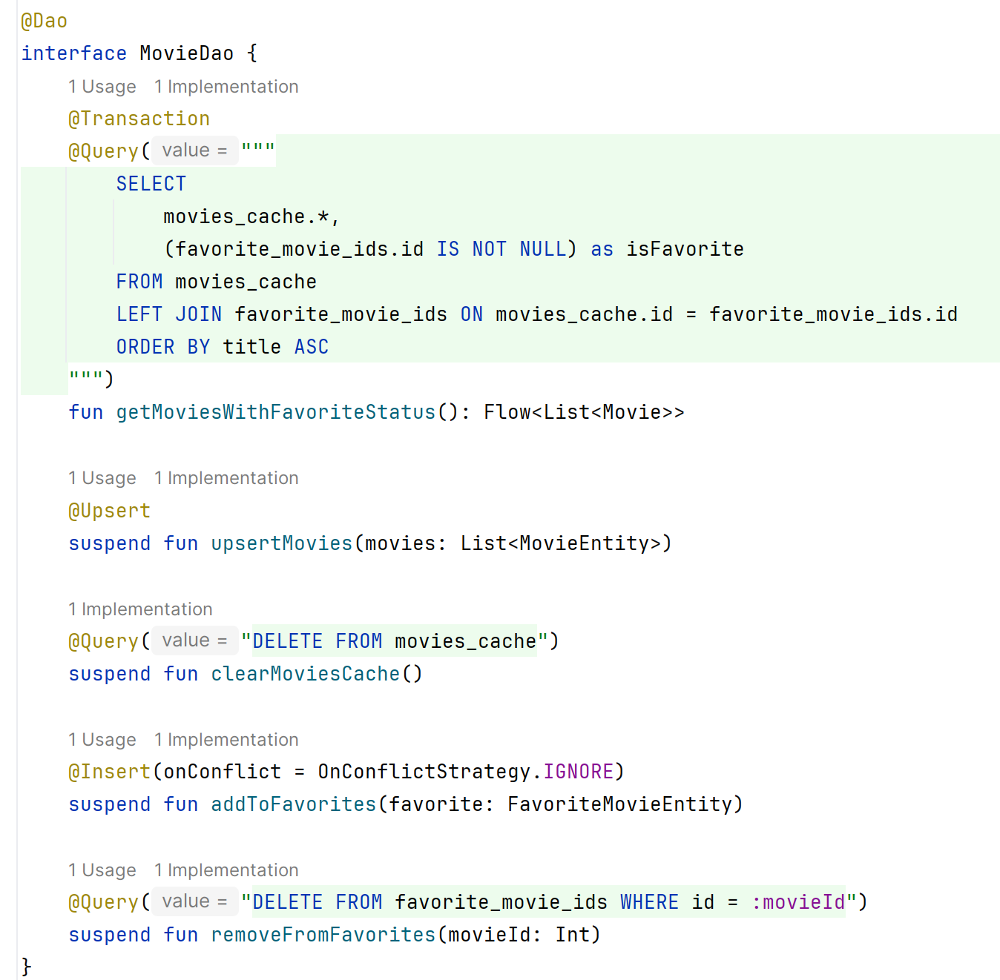 @Dao
interface MovieDao {
1 Usage 1 Implementation
@Transaction
@Query( value = """
SELECT
movies_cache.*,
(favorite_movie_ids.id IS NOT NULL) as isFavorite
FROM movies_cache
LEFT JOIN favorite_movie_ids ON movies_cache.id = favorite_movie_ids.id
ORDER BY title ASC
""")
fun getMoviesWithFavoriteStatus(): Flow<List<Movie>>
1 Usage 1 Implementation
@Upsert
suspend fun upsertMovies(movies: List<MovieEntity>)
1 Implementation
@Query( value = "DELETE FROM movies_cache")
suspend fun clearMoviesCache()
1 Usage 1 Implementation
@Insert(onConflict = OnConflictStrategy.IGNORE)
suspend fun addToFavorites(favorite: FavoriteMovieEntity)
1 Usage 1 Implementation
@Query( value = "DELETE FROM favorite_movie_ids WHERE id = :movieId")
suspend fun removeFromFavorites(movieId: Int)
}